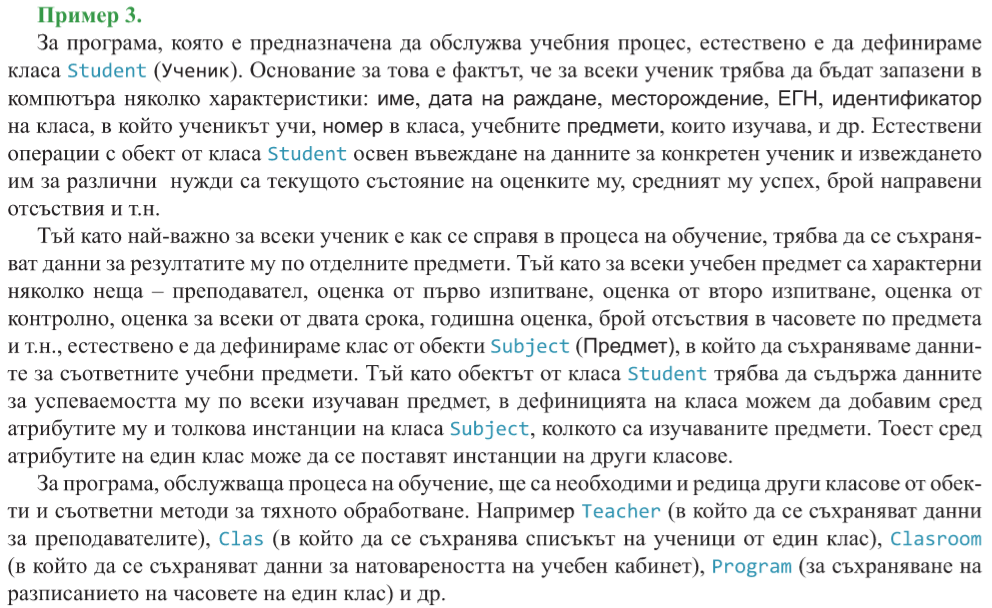 Пример 3.
За програма, която е предназначена да обслужва учебния процес, естествено е да дефинираме
класа Student (Ученик). Основание за това е фактът, че за всеки ученик трябва да бъдат запазени в
компютъра няколко характеристики: име, дата на раждане, месторождение, ЕГН, идентификатор
на класа, в който ученикът учи, номер в класа, учебните предмети, които изучава, и др. Естествени
операции с обект от класа Student освен въвеждане на данните за конкретен ученик и извеждането
им за различни нужди са текущото състояние на оценките му, средният му успех, брой направени
отсъствия и т.н.
Тъй като най-важно за всеки ученик е как се справя в процеса на обучение, трябва да се съхраня-
ват данни за резултатите му по отделните предмети. Тъй като за всеки учебен предмет са характерни
няколко неща – преподавател, оценка от първо изпитване, оценка от второ изпитване, оценка от
контролно, оценка за всеки от двата срока, годишна оценка, брой отсъствия в часовете по предмета
и т.н., естествено е да дефинираме клас от обекти Subject (Предмет), в който да съхраняваме данни-
те за съответните учебни предмети. Тъй като обектът от класа Student трябва да съдържа данните
за успеваемостта му по всеки изучаван предмет, в дефиницията на класа можем да добавим сред
атрибутите му и толкова инстанции на класа Subject, колкото са изучаваните предмети. Тоест сред
атрибутите на един клас може да се поставят инстанции на други класове.
За програма, обслужваща процеса на обучение, ще са необходими и редица други класове от обек-
ти и съответни методи за тяхното обработване. Например Teacher (в който да се съхраняват данни
за преподавателите), Clas (в който да се съхранява списъкът на ученици от един клас), Clasroom
(в който да се съхраняват данни за натовареността на учебен кабинет), Program (за съхраняване на
разписанието на часовете на един клас) и др.